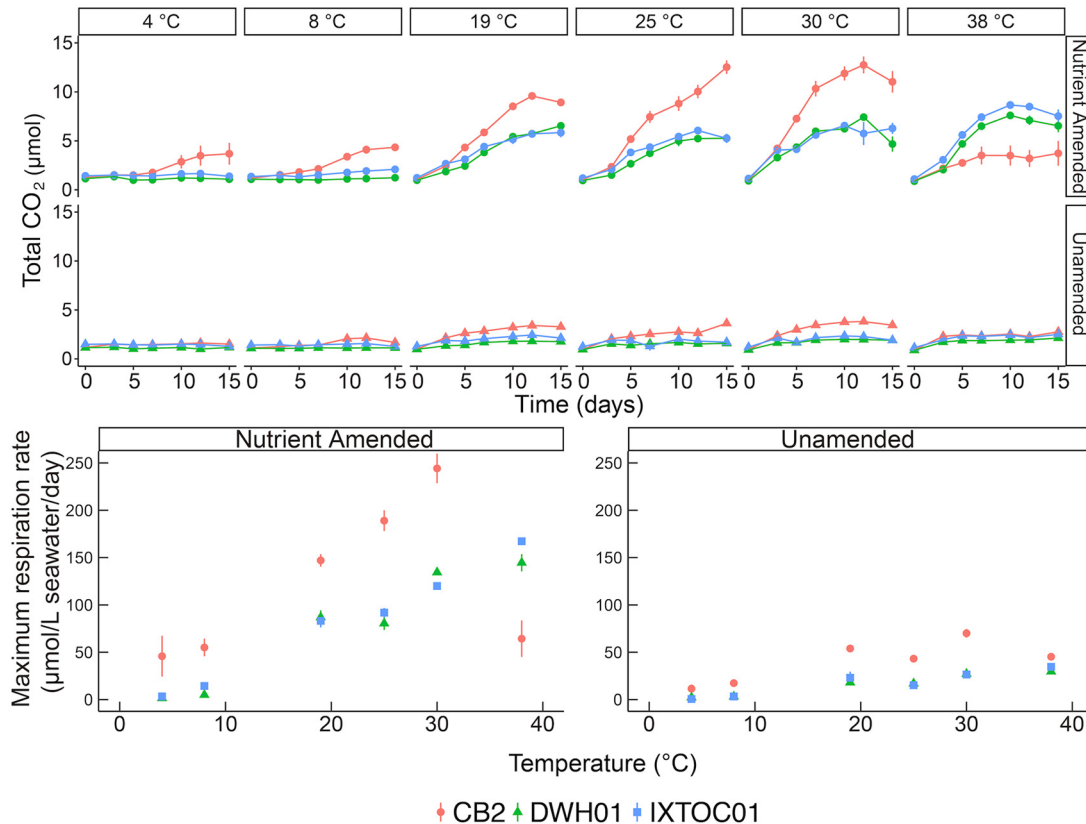 4 °C 8 °C 19 °C 25 °C 30 °C 38 °C
15
10
5
0
Nutrient Amended
Total CO₂ (µmol)
15
10
5
0
Unamended
0 5 10 15 0 5 10 15 0 5 10 15 0 5 10 15 0 5 10 15 0 5 10 15
Time (days)
Nutrient Amended Unamended
Maximum respiration rate
(µmol/L seawater/day)
250 250
200 200
150 150
100 100
50 50
0 0
0 10 20 30 40 0 10 20 30 40
Temperature (°C)
CB2 DWH01 IXTOC01